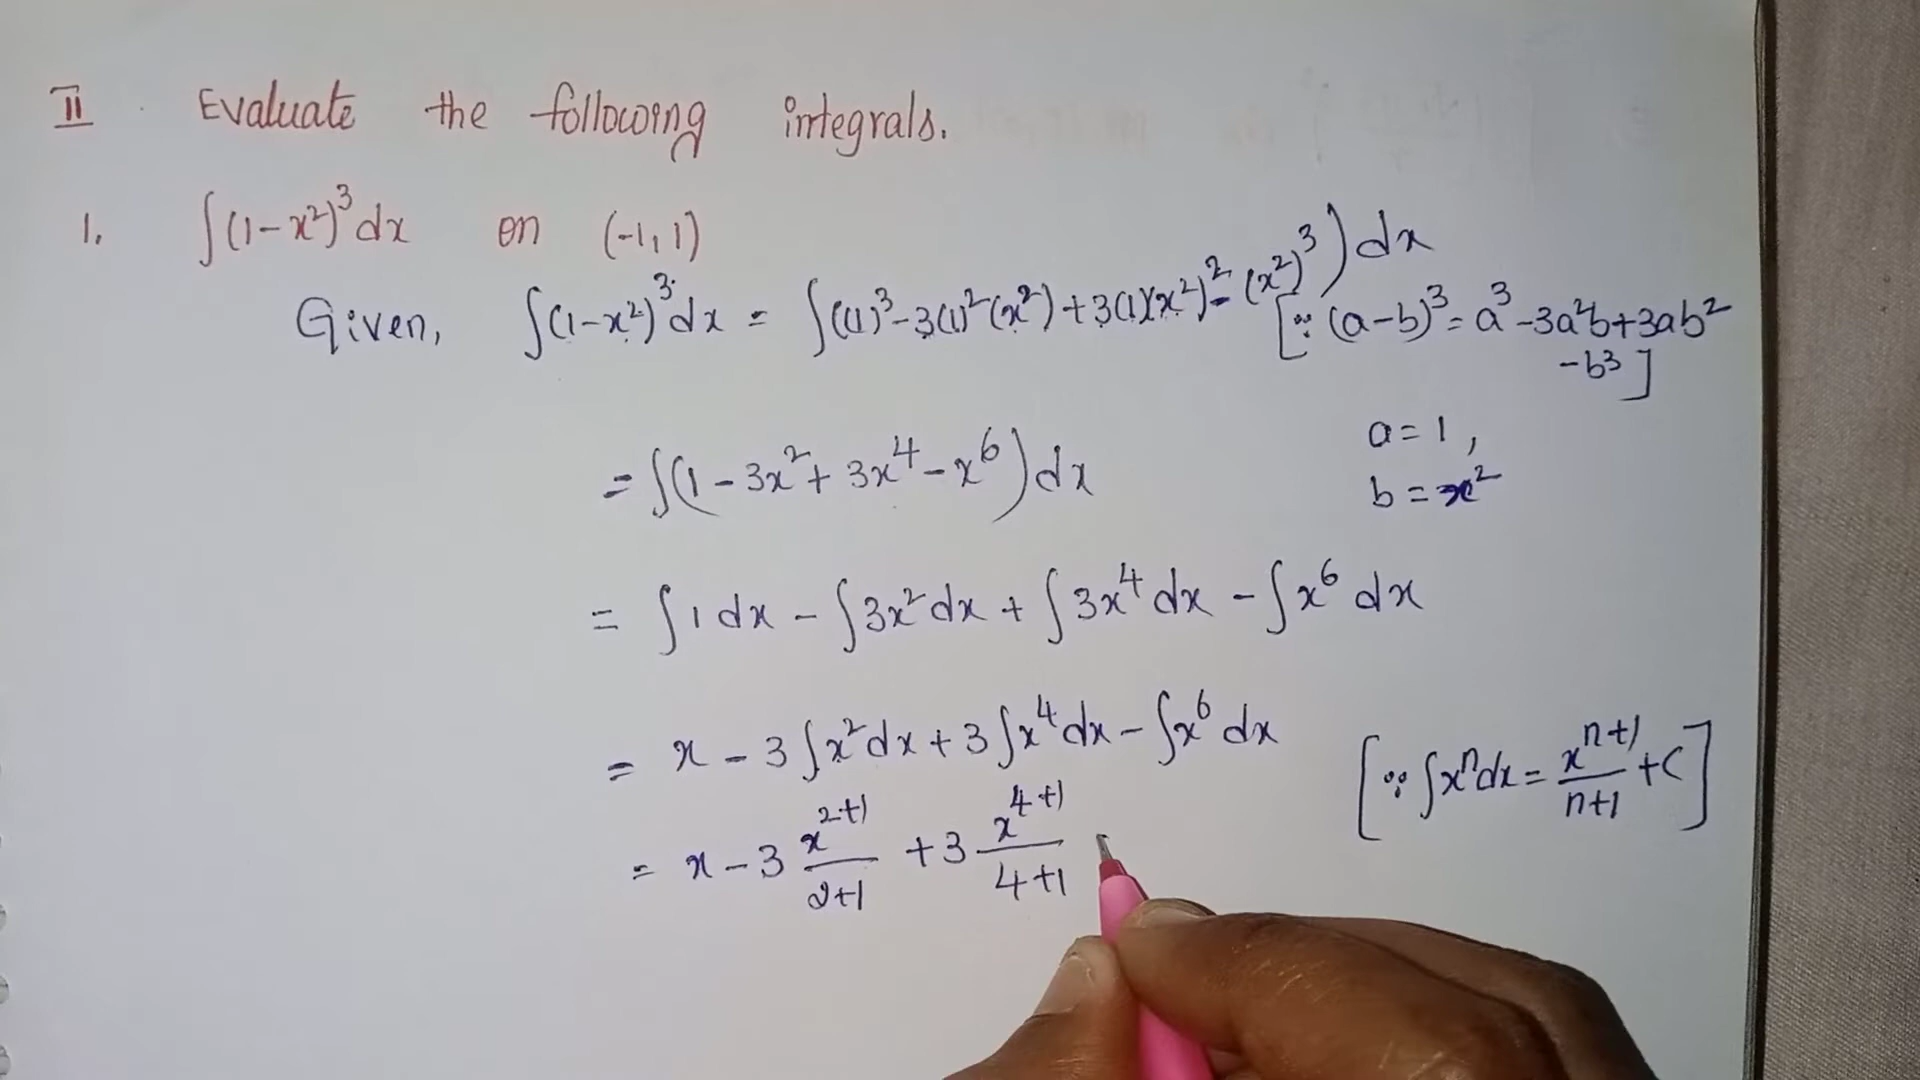 II Evaluate the following integrals.
1. ∫(1-x²)³dx on (-1,1)
Given, ∫(1-x²)³dx = ∫((1)³-3(1)²(x²)+3(1)(x²)²-(x²)³)dx
[∵ (a-b)³=a³-3a²b+3ab²
-b³]
a=1,
b=x²
=∫(1-3x²+3x⁴-x⁶)dx
= ∫1dx-∫3x²dx+∫3x⁴dx-∫x⁶dx
= x-3∫x²dx+3∫x⁴dx-∫x⁶dx
[∵ ∫xⁿdx=xⁿ⁺¹/n+1+C]
= x-3 x²⁺¹/2+1 +3 x⁴⁺¹/4+1